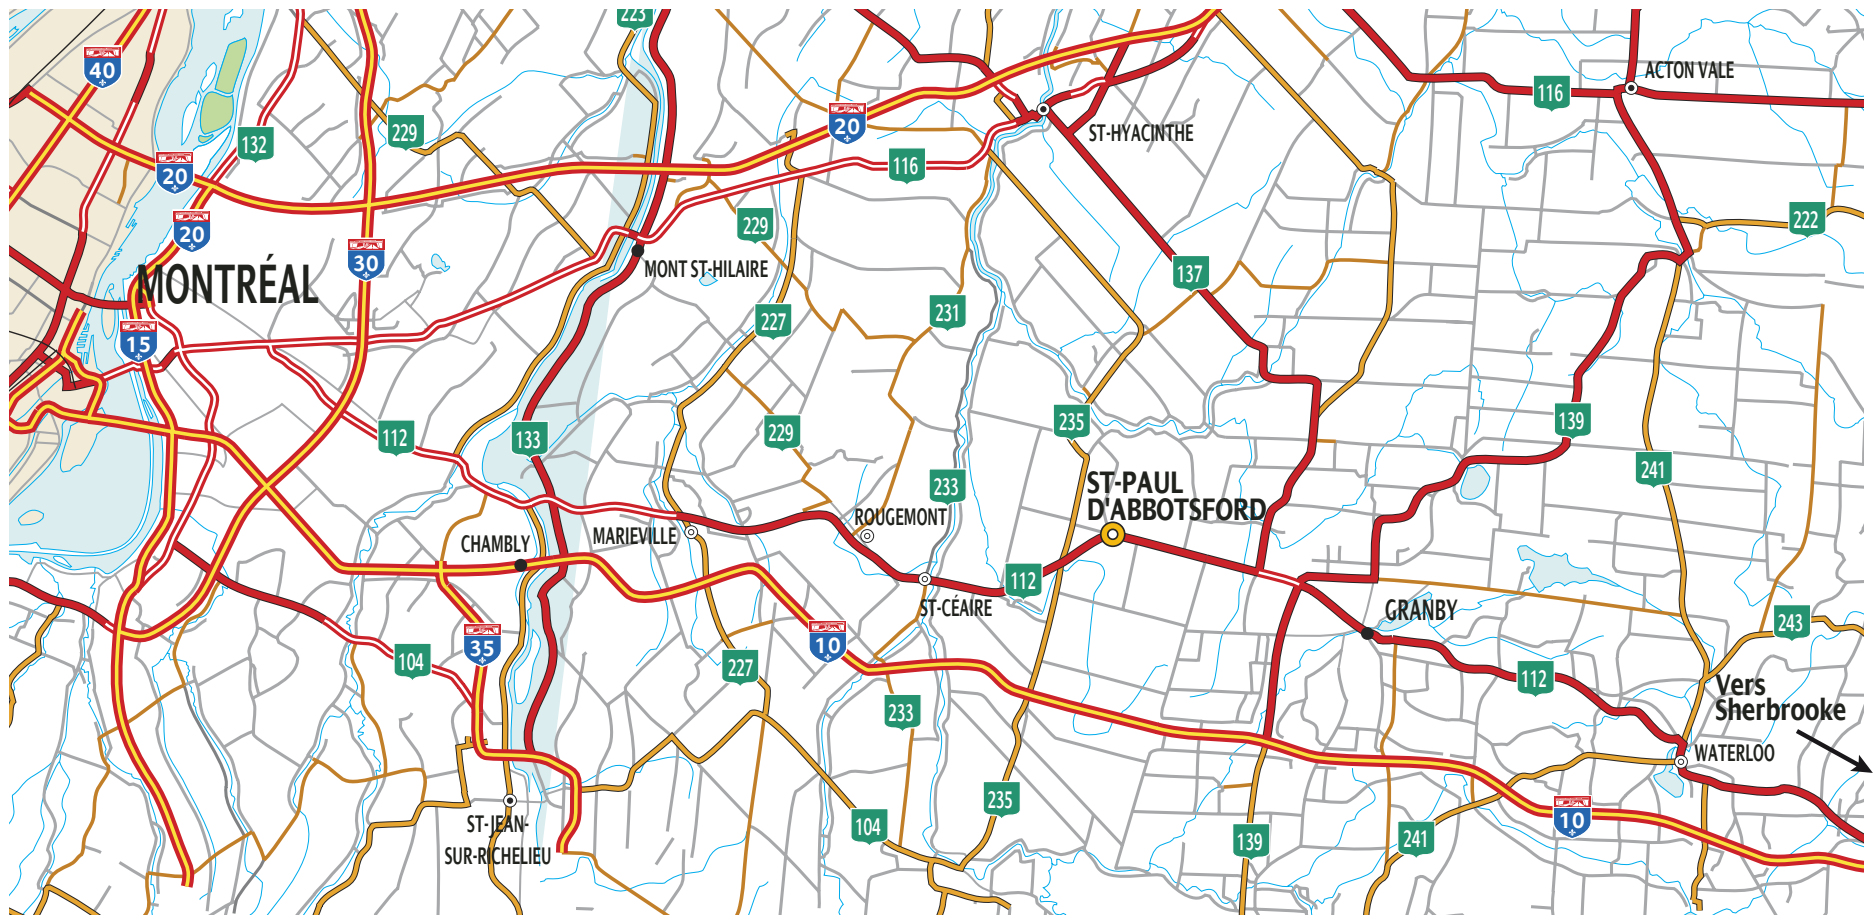 223
40
20
132
229
20
116
ST-HYACINTHE
116
ACTON VALE
20
30
MONTRÉAL
229
MONT ST-HILAIRE
137
222
15
227
231
112
133
229
235
139
241
233
ST-PAUL
D'ABBOTSFORD
ROUGEMONT
MARIEVILLE
CHAMBLY
112
ST-CÉAIRE
GRANBY
243
104
35
227
10
233
112
Vers
Sherbrooke
WATERLOO
235
104
139
241
10
ST-JEAN-
SUR-RICHELIEU